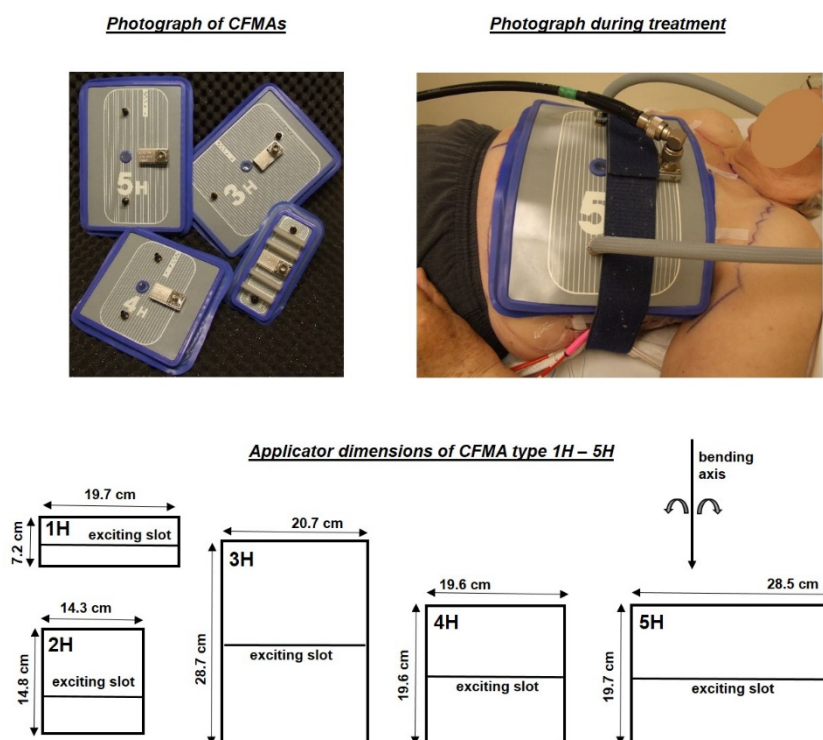 Photograph of CFMAs
Photograph during treatment
5H
3H
4H
5
Applicator dimensions of CFMA type 1H – 5H
bending
axis
19.7 cm
7.2 cm
1H
exciting slot
14.3 cm
14.8 cm
2H
exciting slot
20.7 cm
28.7 cm
3H
exciting slot
19.6 cm
19.6 cm
4H
exciting slot
28.5 cm
19.7 cm
5H
exciting slot